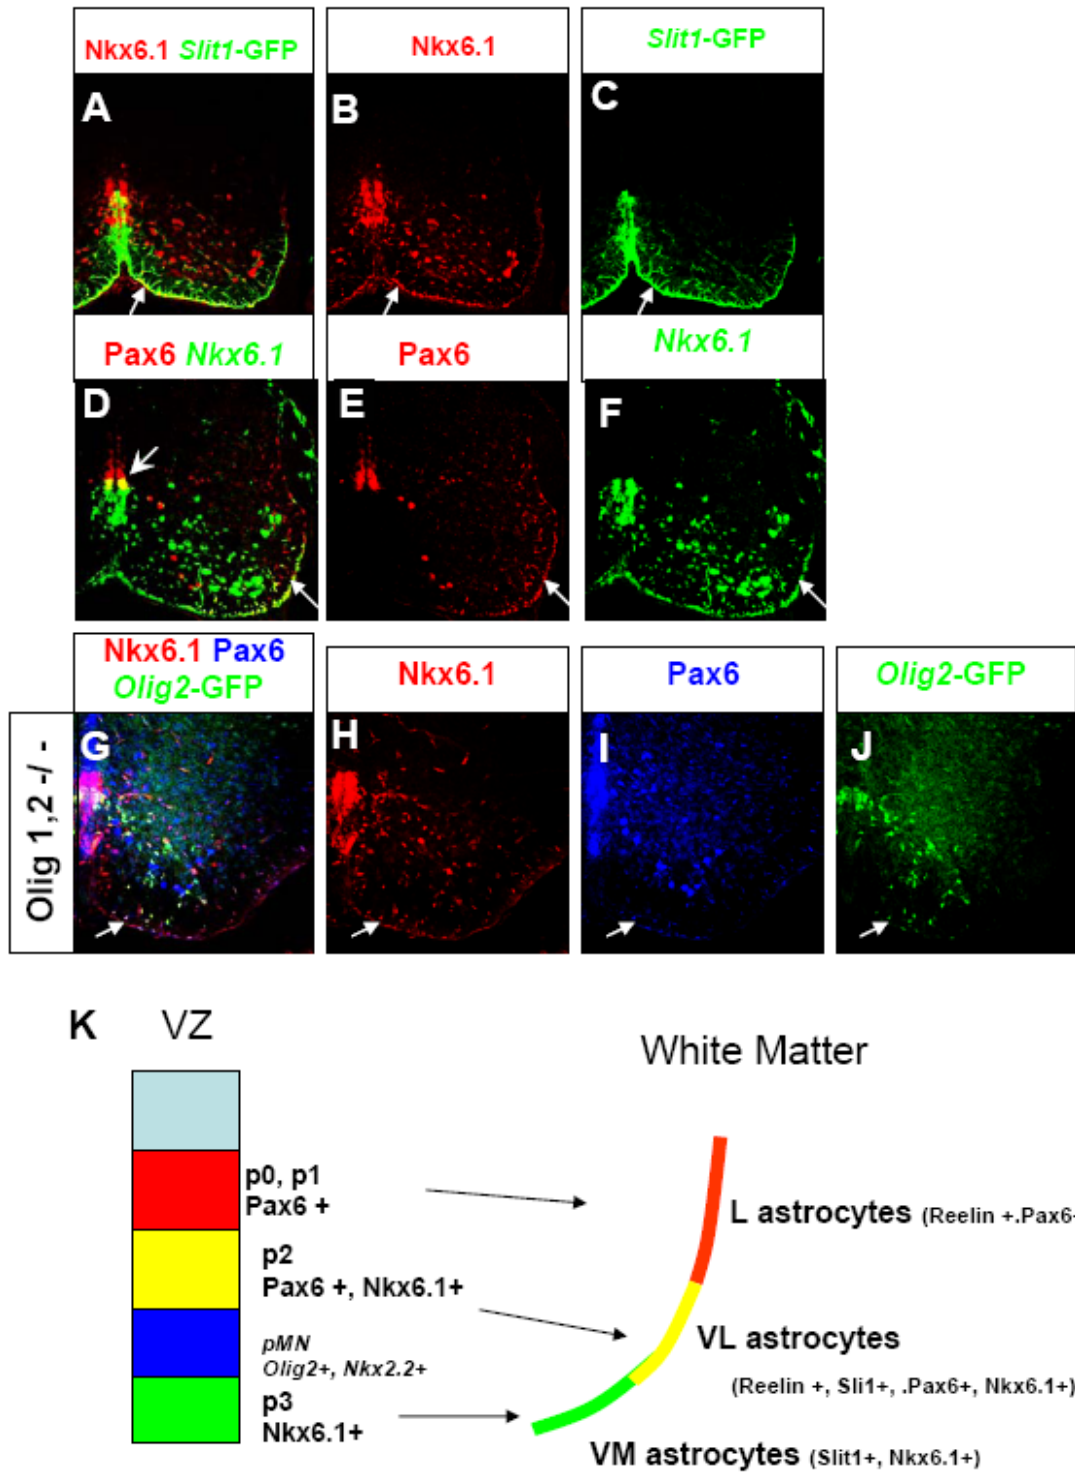 Nkx6.1 Slit1-GFP
Nkx6.1
Slit1-GFP
A
B
C
Pax6 Nkx6.1
Pax6
Nkx6.1
D
E
F
Nkx6.1 Pax6
Olig2-GFP
Nkx6.1
Pax6
Olig2-GFP
Olig 1,2 -/ -
G
H
I
J
K
VZ
White Matter
p0, p1
Pax6 +
L astrocytes (Reelin +.Pax6+
p2
Pax6 +, Nkx6.1+
pMN
Olig2+, Nkx2.2+
VL astrocytes
(Reelin +, Sli1+, .Pax6+, Nkx6.1+)
p3
Nkx6.1+
VM astrocytes (Slit1+, Nkx6.1+)